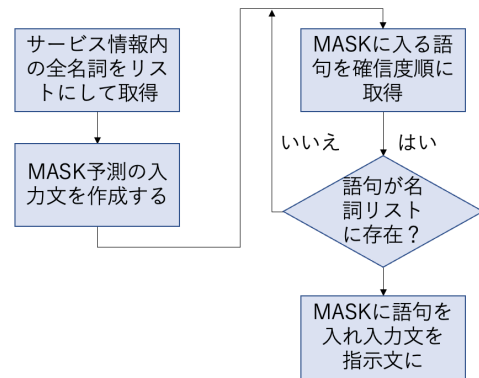 サービス情報内
の全名詞をリス
トにして取得
MASK予測の入
力文を作成する
MASKに入る語
句を確信度順に
取得
いいえ
はい
語句が名
詞リスト
に存在？
MASKに語句を
入れ入力文を
指示文に